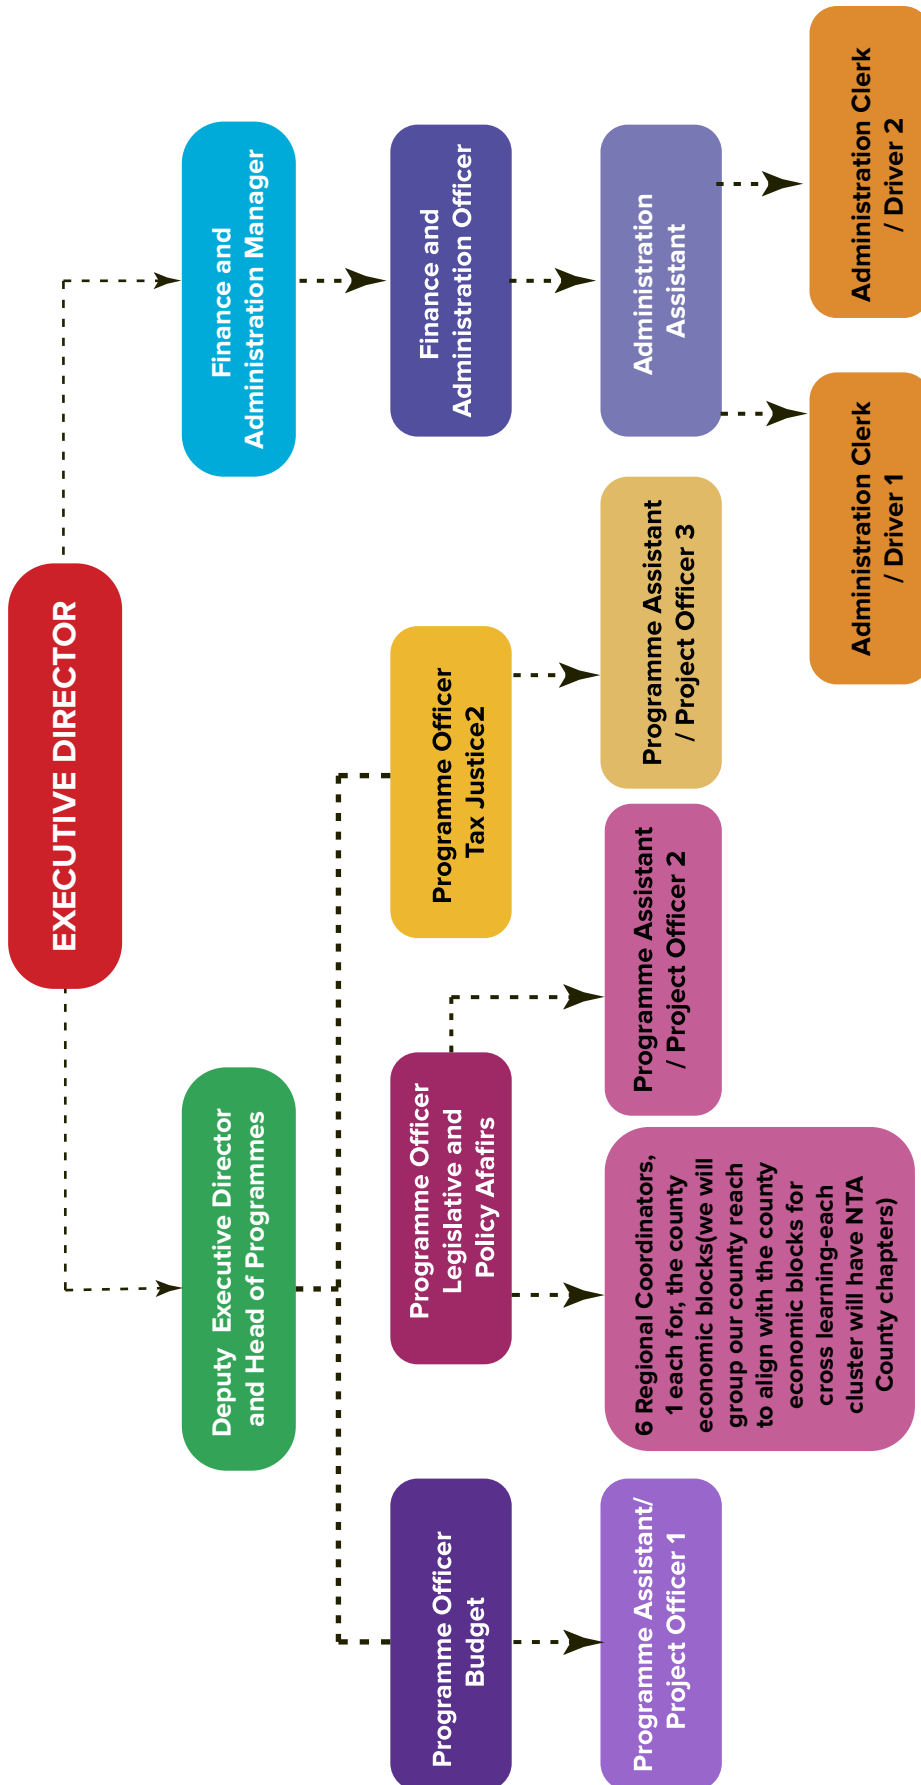 EXECUTIVE DIRECTOR
Deputy Executive Director
and Head of Programmes
Finance and
Administration Manager
Programme Officer
Budget
Programme Officer
Legislative and
Policy Afafirs
Programme Officer
Tax Justice2
Finance and
Administration Officer
Programme Assistant/
Project Officer 1
6 Regional Coordinators,
1 each for, the county
economic blocks(we will
group our county reach
to align with the county
economic blocks for
cross learning-each
cluster will have NTA
County chapters)
Programme Assistant
/ Project Officer 2
Programme Assistant
/ Project Officer 3
Administration
Assistant
Administration Clerk
/ Driver 1
Administration Clerk
/ Driver 2